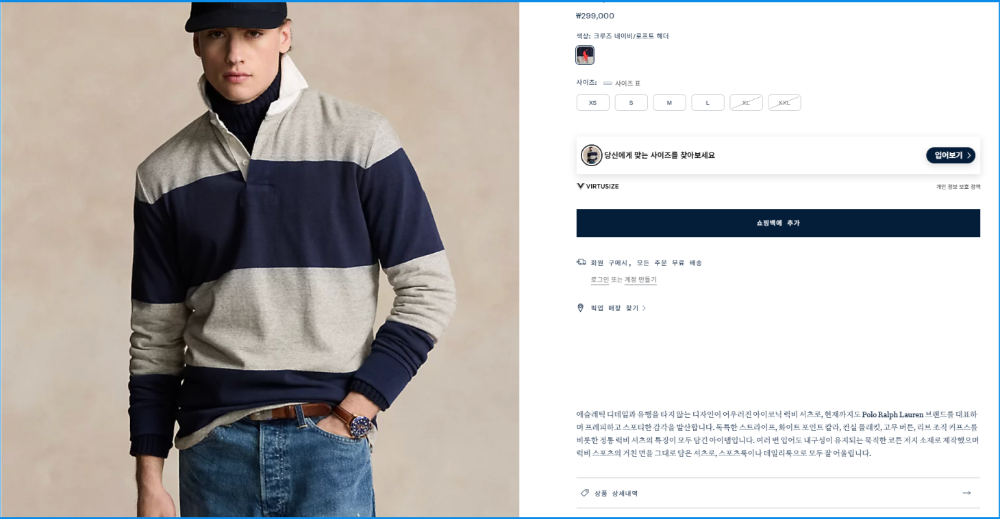 ₩299,000
색상: 크루즈 네이비/로프트 헤더
사이즈: 사이즈 표
XS S M L XL XXL
당신에게 맞는 사이즈를 찾아보세요 입어보기
VIRTUSIZE 개인 정보 보호 정책
쇼핑백에 추가
회원 구매시, 모든 주문 무료 배송
로그인 또는 계정 만들기
픽업 매장 찾기
애슬레틱 디테일과 유행을 타지 않는 디자인이 어우러진 아이코닉 럭비 셔츠로, 현재까지도 Polo Ralph Lauren 브랜드를 대표하
며 프레피하고 스포티한 감각을 발산합니다. 독특한 스트라이프, 화이트 포인트 칼라, 컨실 플래킷, 고무 버튼, 리브 조직 커프스를
비롯한 정통 럭비 셔츠의 특징이 모두 담긴 아이템입니다. 여러 번 입어도 내구성이 유지되는 묵직한 코튼 저지 소재로 제작했으며
럭비 스포츠의 거친 면을 그대로 담은 셔츠로, 스포츠룩이나 데일리룩으로 모두 잘 어울립니다.
상품 상세내역